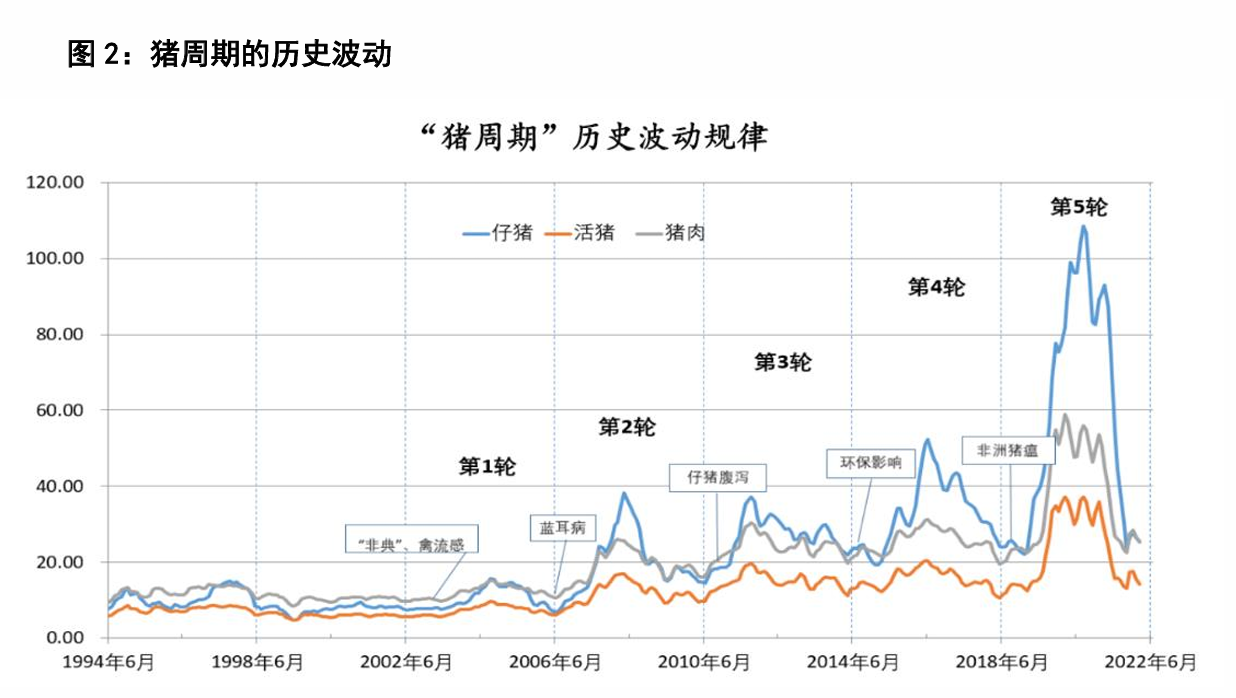 图 2：猪周期的历史波动
“猪周期”历史波动规律
120.00
100.00
80.00
60.00
40.00
20.00
0.00
仔猪 活猪 猪肉
第1轮
第2轮
第3轮
第4轮
第5轮
“非典”、禽流感
蓝耳病
仔猪腹泻
环保影响
非洲猪瘟
1994年6月 1998年6月 2002年6月 2006年6月 2010年6月 2014年6月 2018年6月 2022年6月